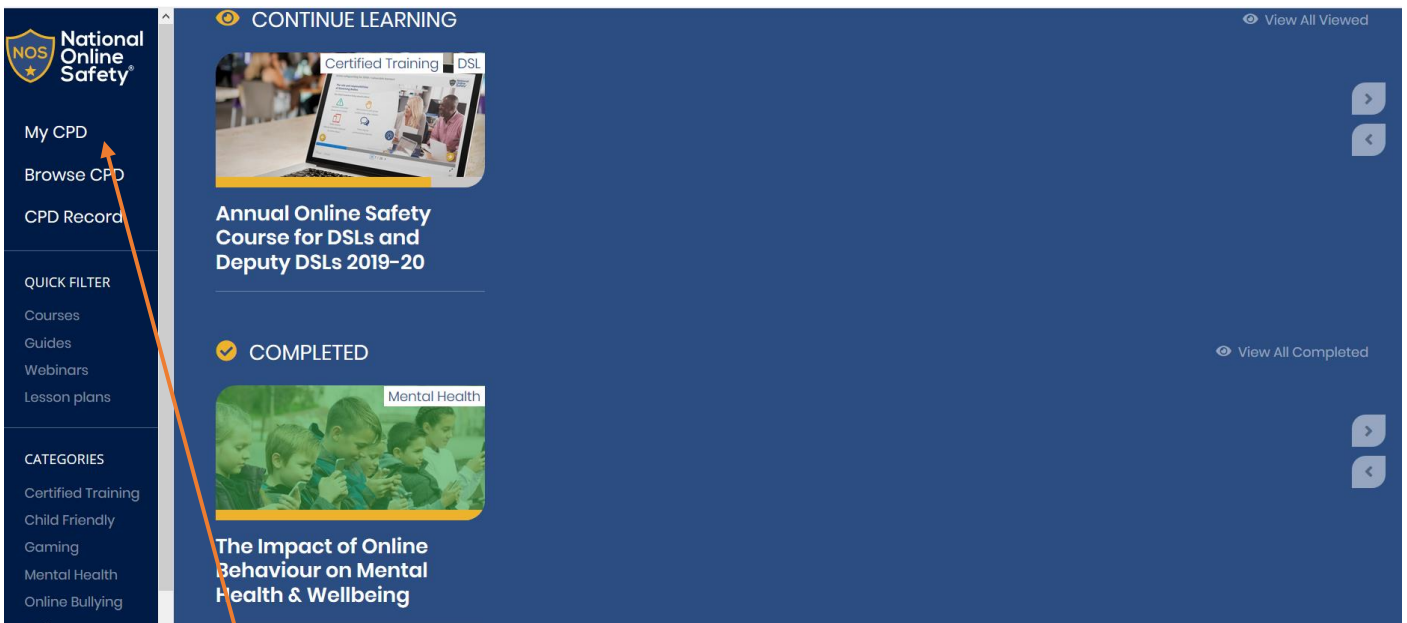 NOS
National
Online
Safety®
My CPD
Browse CPD
CPD Record
QUICK FILTER
Courses
Guides
Webinars
Lesson plans
CATEGORIES
Certified Training
Child Friendly
Gaming
Mental Health
Online Bullying
CONTINUE LEARNING
View All Viewed
Certified Training
DSL
Annual Online Safety
Course for DSLs and
Deputy DSLs 2019-20
COMPLETED
View All Completed
Mental Health
The Impact of Online
Behaviour on Mental
Health & Wellbeing